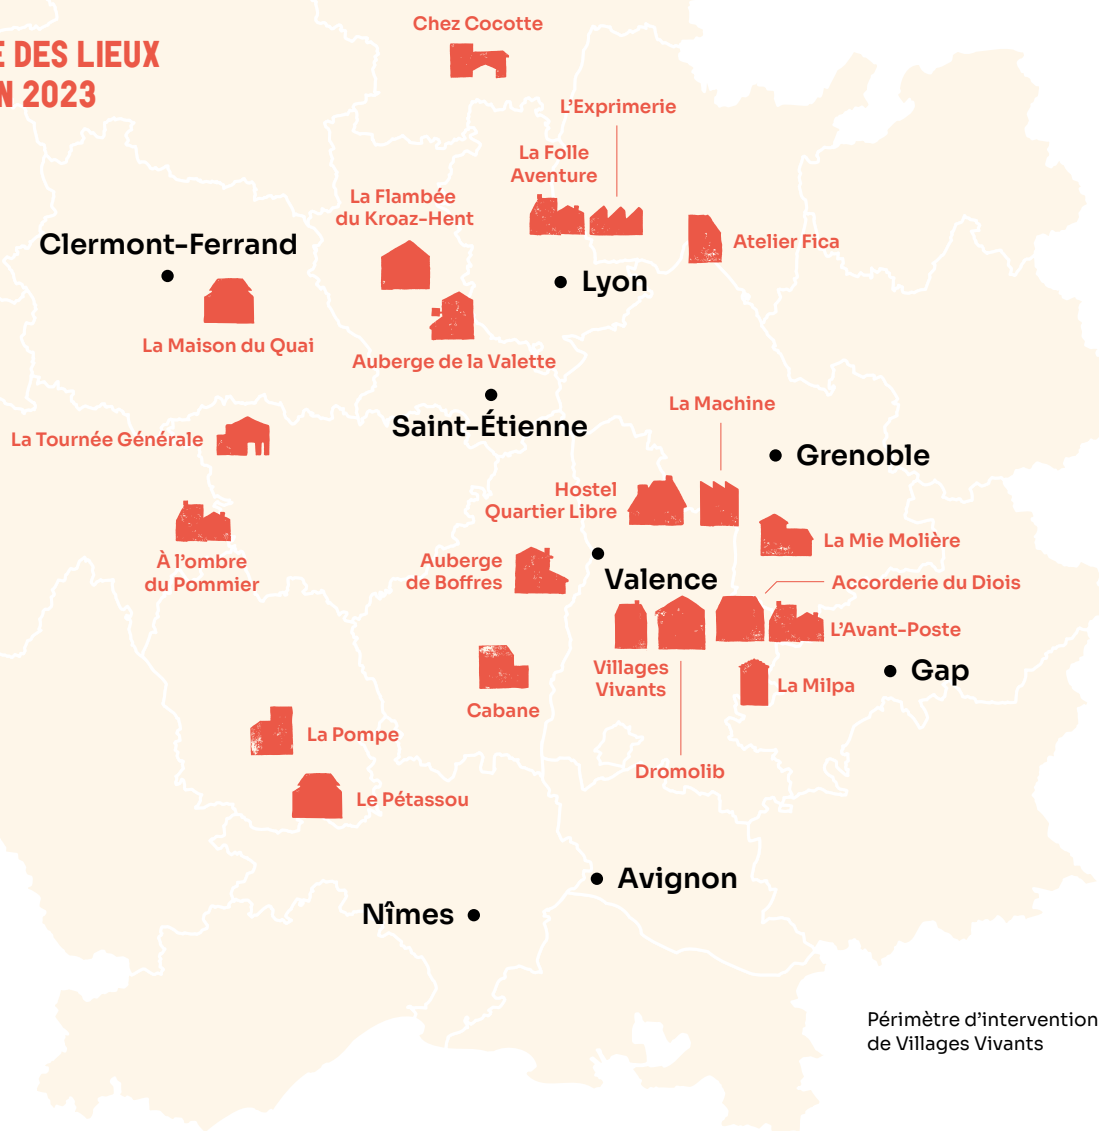 Chez Cocotte
E DES LIEUX
N 2023
L’Exprimerie
La Folle
Aventure
La Flambée
du Kroaz-Hent
Clermont-Ferrand
Atelier Fica
Lyon
La Maison du Quai
Auberge de la Valette
La Machine
Saint-Étienne
La Tournée Générale
Grenoble
Hostel
Quartier Libre
La Mie Molière
À l’ombre
du Pommier
Auberge
de Boffres
Valence
Accorderie du Diois
L’Avant-Poste
Villages
Vivants
Gap
La Milpa
Cabane
La Pompe
Dromolib
Le Pétassou
Avignon
Nîmes
Périmètre d’intervention
de Villages Vivants